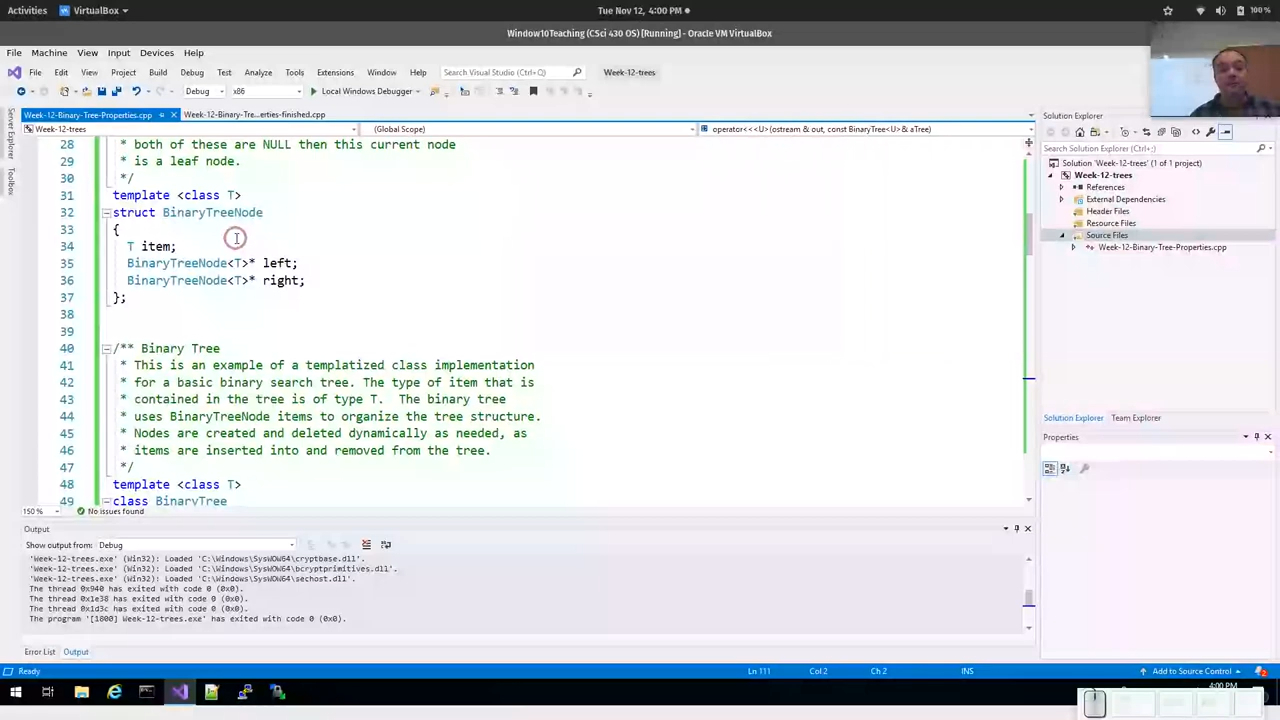 Activities VirtualBox Tue Nov 12, 4:00 PM 100 %
Window10Teaching (CSci 430 OS) [Running] - Oracle VM VirtualBox
File Machine View Input Devices Help
File Edit View Project Build Debug Test Analyze Tools Extensions Window Help Search Visual Studio (Ctrl+Q) Week-12-trees
Debug x86 Local Windows Debugger
Week-12-Binary-Tree-Properties.cpp Week-12-Binary-Tre...erties-finished.cpp
Week-12-trees (Global Scope) operator<<<U>(ostream & out, const BinaryTree<U> & aTree)
Server Explorer
Toolbox
28 * both of these are NULL then this current node
29 * is a leaf node.
30 */
31 template <class T>
32 struct BinaryTreeNode
33 {
34 T item;
35 BinaryTreeNode<T>* left;
36 BinaryTreeNode<T>* right;
37 };
38
39
40 /** Binary Tree
41 * This is an example of a templatized class implementation
42 * for a basic binary search tree. The type of item that is
43 * contained in the tree is of type T.  The binary tree
44 * uses BinaryTreeNode items to organize the tree structure.
45 * Nodes are created and deleted dynamically as needed, as
46 * items are inserted into and removed from the tree.
47 */
48 template <class T>
49 class BinaryTree
150 % No issues found
Solution Explorer
Search Solution Explorer (Ctrl+;)
Solution 'Week-12-trees' (1 of 1 project)
Week-12-trees
References
External Dependencies
Header Files
Resource Files
Source Files
Week-12-Binary-Tree-Properties.cpp
Solution Explorer Team Explorer
Properties
Output
Show output from: Debug
'Week-12-trees.exe' (Win32): Loaded 'C:\Windows\SysWOW64\cryptbase.dll'.
'Week-12-trees.exe' (Win32): Loaded 'C:\Windows\SysWOW64\bcryptprimitives.dll'.
'Week-12-trees.exe' (Win32): Loaded 'C:\Windows\SysWOW64\sechost.dll'.
The thread 0x940 has exited with code 0 (0x0).
The thread 0x1e38 has exited with code 0 (0x0).
The thread 0x1d3c has exited with code 0 (0x0).
The program '[1800] Week-12-trees.exe' has exited with code 0 (0x0).
Error List Output
Ready Ln 111 Col 2 Ch 2 INS Add to Source Control 2
4:00 PM